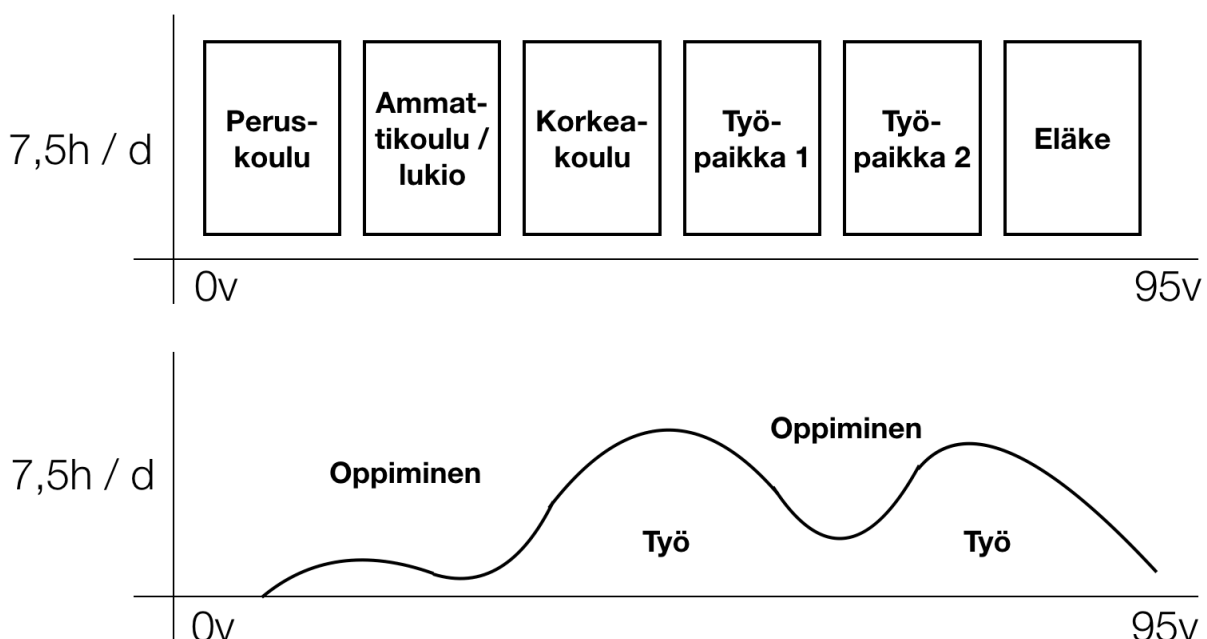 Perus-
koulu
Ammat-
tikoulu /
lukio
Korkea-
koulu
Työ-
paikka 1
Työ-
paikka 2
Eläke
7,5h / d
0v
95v
Oppiminen
Oppiminen
7,5h / d
Työ
Työ
0v
95v